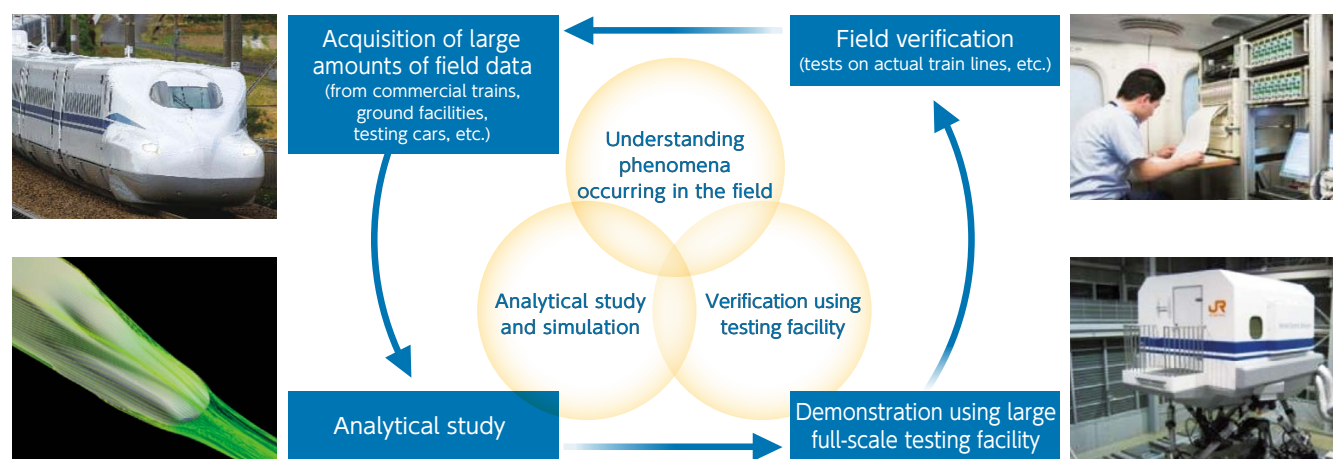 Acquisition of large
amounts of field data
(from commercial trains,
ground facilities,
testing cars, etc.)
Field verification
(tests on actual train lines, etc.)
Understanding
phenomena
occurring in the field
Analytical study
and simulation
Verification using
testing facility
Analytical study
Demonstration using large
full-scale testing facility
JR